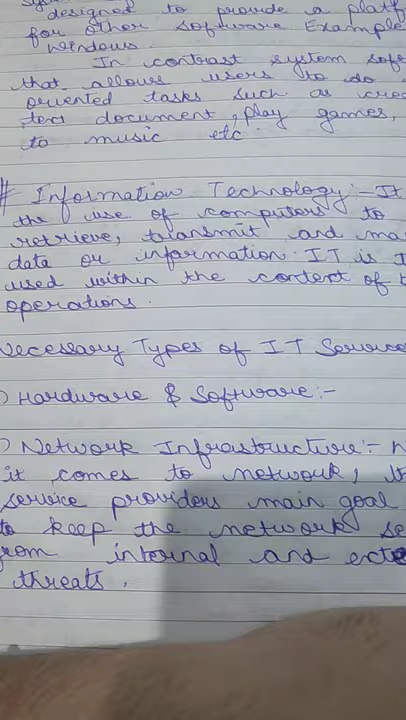 designed to provide a platf
for other software Example
windows.
In contrast system soft
that allows users to do
oriented tasks such as crea
text document, play games,
to music etc.
# Information Technology:- It
the use of computers to
retrieve, transmit and ma
data or information. IT is
used within the context of b
operations.
Necessary Types of IT Service
) Hardware & Software:-
) Network Infrastructure:-
it comes to network, It
service providers main goal
to keep the network se
from internal and exte
threats.